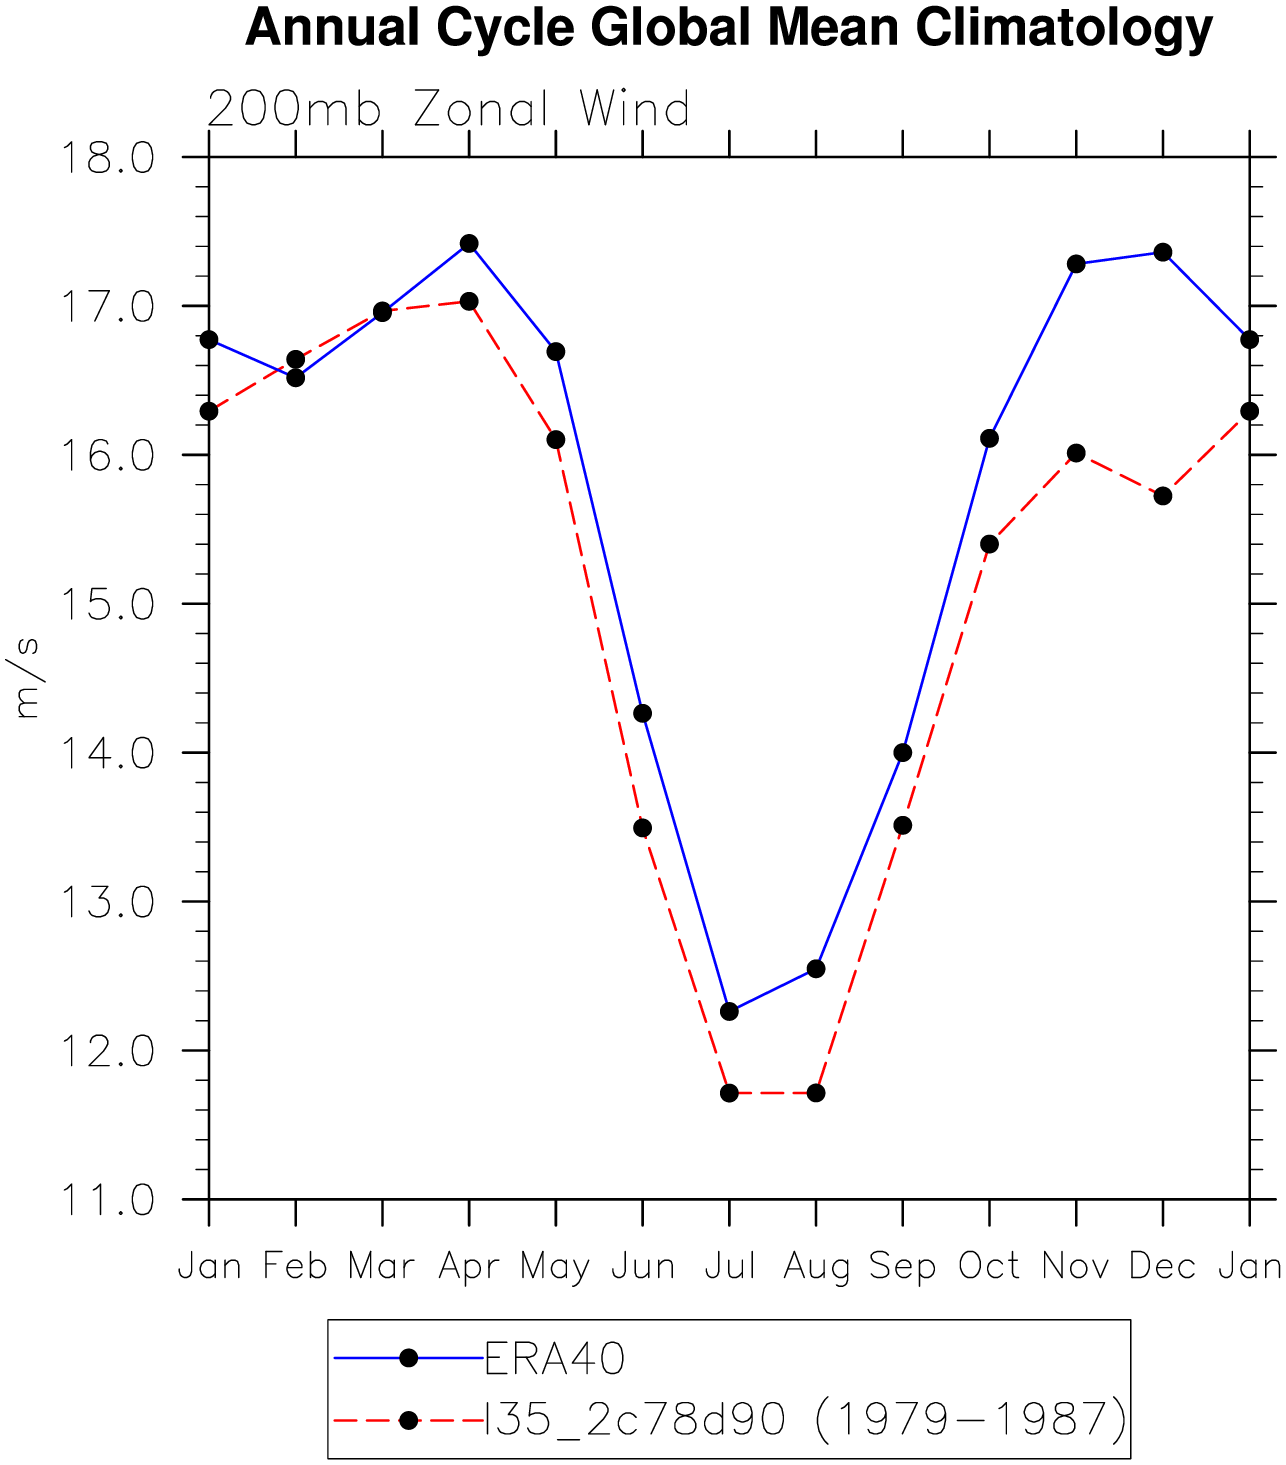 Annual Cycle Global Mean Climatology
200mb Zonal Wind
18.0
17.0
16.0
15.0
14.0
13.0
12.0
11.0
m/s
Jan Feb Mar Apr May Jun Jul Aug Sep Oct Nov Dec Jan
ERA40
I35_2c78d90 (1979-1987)